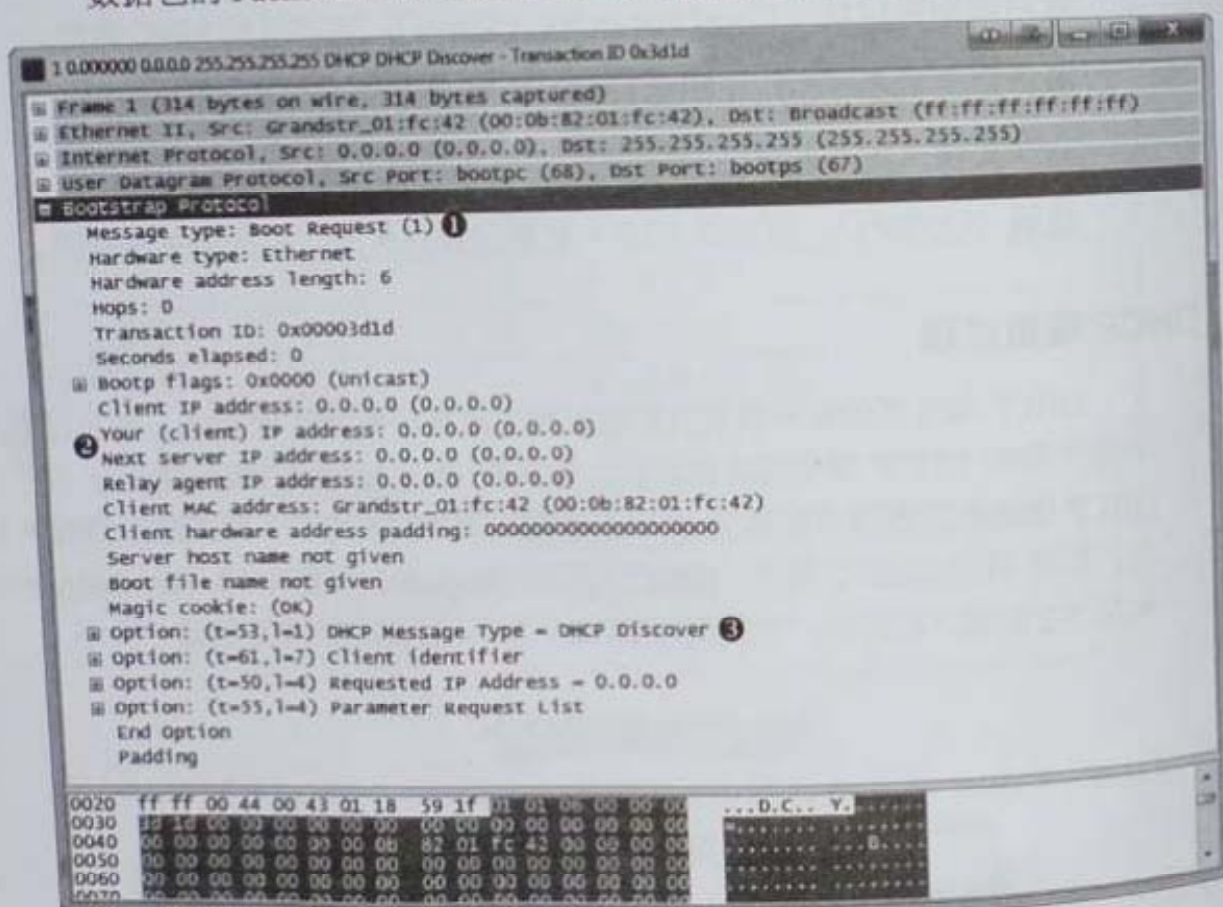 数据包的
1 0.000000 0.0.0.0 255.255.255.255 DHCP DHCP Discover - Transaction ID 0x3d1d
Frame 1 (314 bytes on wire, 314 bytes captured)
Ethernet II, Src: Grandstr_01:fc:42 (00:0b:82:01:fc:42), Dst: Broadcast (ff:ff:ff:ff:ff:ff)
Internet Protocol, Src: 0.0.0.0 (0.0.0.0), Dst: 255.255.255.255 (255.255.255.255)
User Datagram Protocol, Src Port: bootpc (68), Dst Port: bootps (67)
Bootstrap Protocol
Message type: Boot Request (1) ❶
Hardware type: Ethernet
Hardware address length: 6
Hops: 0
Transaction ID: 0x00003d1d
Seconds elapsed: 0
Bootp flags: 0x0000 (Unicast)
Client IP address: 0.0.0.0 (0.0.0.0)
Your (client) IP address: 0.0.0.0 (0.0.0.0)
❷ Next server IP address: 0.0.0.0 (0.0.0.0)
Relay agent IP address: 0.0.0.0 (0.0.0.0)
Client MAC address: Grandstr_01:fc:42 (00:0b:82:01:fc:42)
Client hardware address padding: 00000000000000000000
Server host name not given
Boot file name not given
Magic cookie: (OK)
Option: (t=53,l=1) DHCP Message Type = DHCP Discover ❸
Option: (t=61,l=7) Client identifier
Option: (t=50,l=4) Requested IP Address = 0.0.0.0
Option: (t=55,l=4) Parameter Request List
End Option
Padding
0020 ff ff 00 44 00 43 01 18 59 1f 01 01 06 00 00 00 ...D.C.. Y.
0030 3d 1d 00 00 00 00 00 00 00 00 00 00 00 00 00 00
0040 00 00 00 00 00 00 00 0b 82 01 fc 42 00 00 00 00
0050 00 00 00 00 00 00 00 00 00 00 00 00 00 00 00 00
0060 00 00 00 00 00 00 00 00 00 00 00 00 00 00 00 00
0070